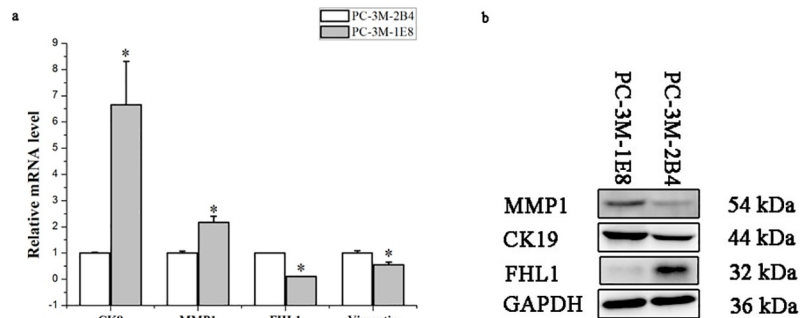 a
PC-3M-2B4
PC-3M-1E8
Relative mRNA level
9
8
7
6
5
4
3
2
1
0
-1
*
*
*
*
b
PC-3M-1E8
PC-3M-2B4
MMP1 54 kDa
CK19 44 kDa
FHL1 32 kDa
GAPDH 36 kDa